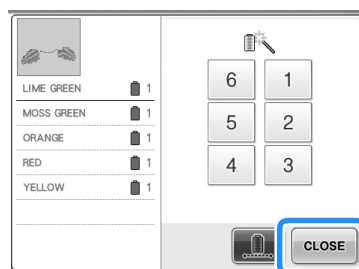 LIME GREEN 1
MOSS GREEN 1
ORANGE 1
RED 1
YELLOW 1
6 1
5 2
4 3
CLOSE